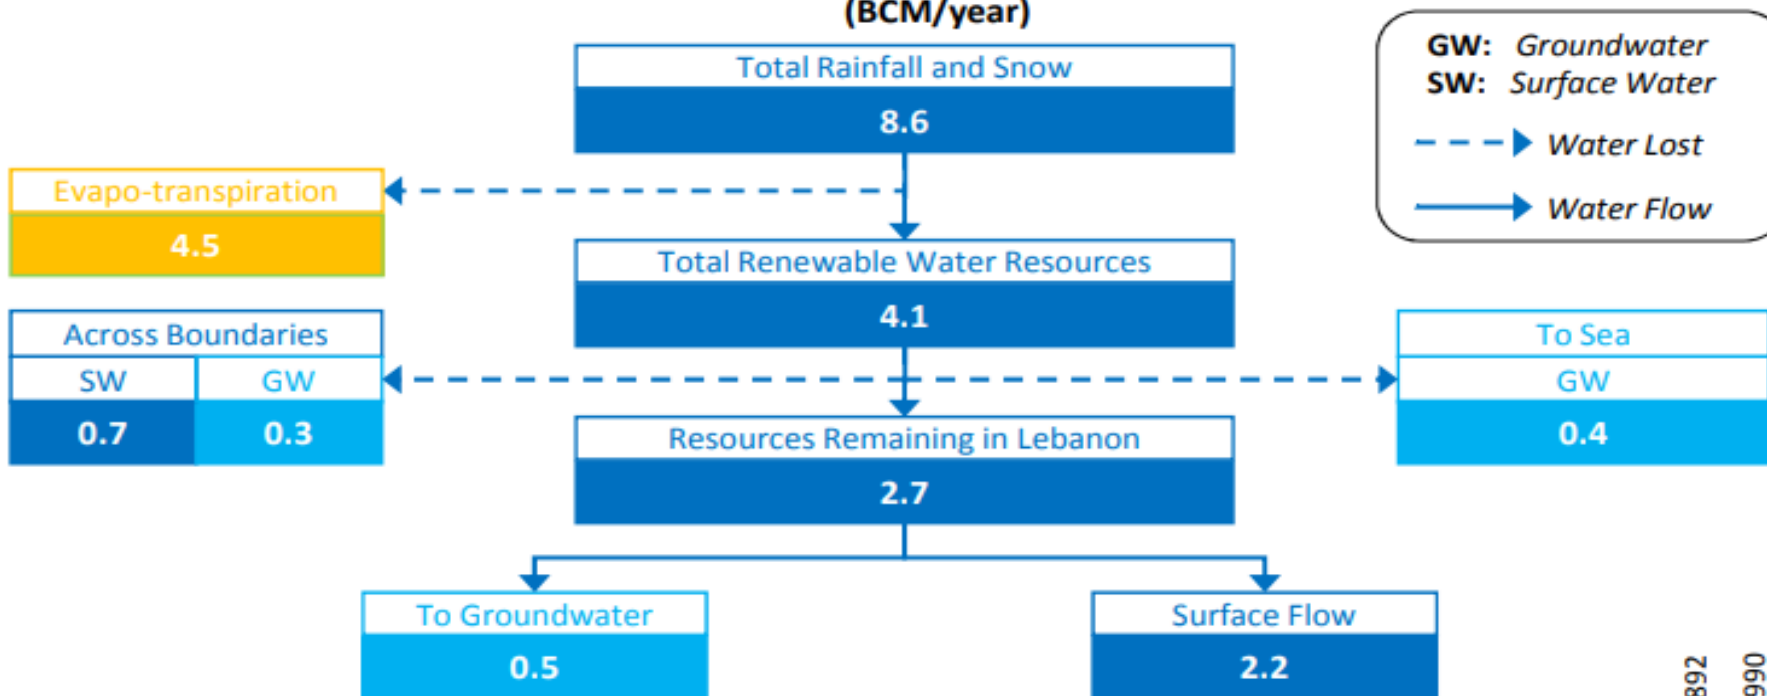 (BCM/year)
Total Rainfall and Snow
8.6
GW: Groundwater
SW: Surface Water
Water Lost
Water Flow
Evapo-transpiration
4.5
Total Renewable Water Resources
4.1
Across Boundaries
SW GW
0.7 0.3
To Sea
GW
0.4
Resources Remaining in Lebanon
2.7
To Groundwater
0.5
Surface Flow
2.2
892
990